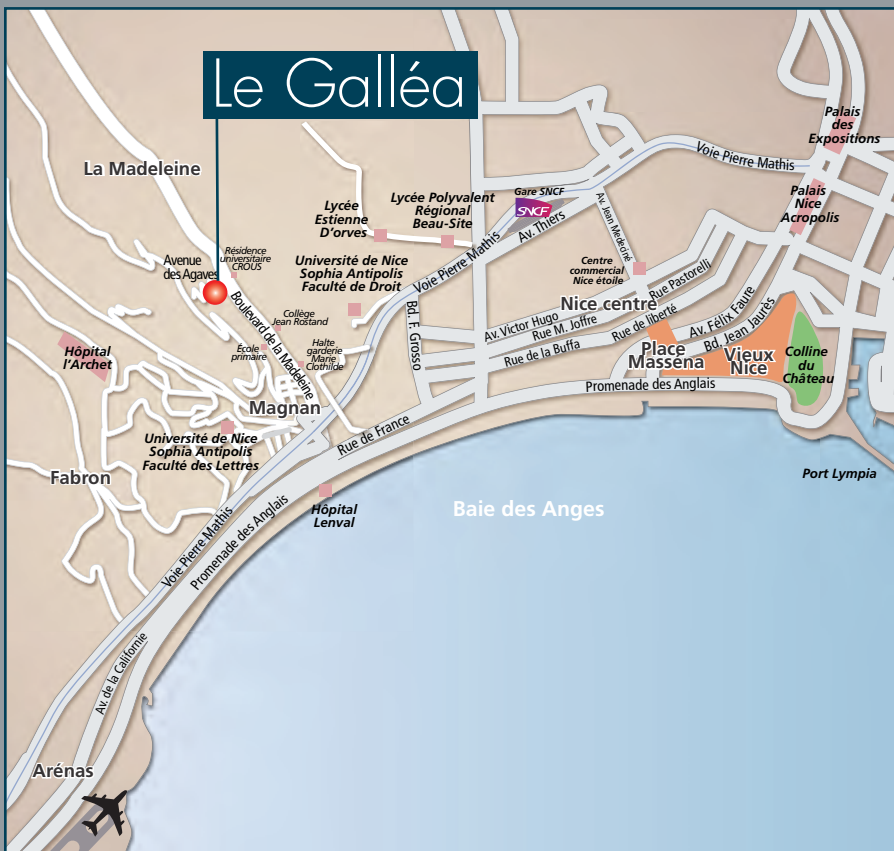 Le Galléa
La Madeleine
Palais
des
Expositions
Voie Pierre Mathis
Palais
Nice
Acropolis
Gare SNCF
SNCF
Av. Thiers
Av. Jean Medecine
Lycée Polyvalent
Régional
Beau-Site
Lycée
Estienne
D'orves
Université de Nice
Sophia Antipolis
Faculté de Droit
Voie Pierre Mathis
Résidence
universitaire
CROUS
Avenue
des Agaves
Boulevard de la Madeleine
Collège
Jean Rostand
École
primaire
Halte
garderie
Marie
Clothilde
Bd. F. Grosso
Centre
commercial
Nice étoile
Nice centre
Rue Pastorelli
Av. Victor Hugo
Rue M. Joffre
Rue de liberté
Rue de la Buffa
Av. Félix Faure
Bd. Jean Jaurès
Place
Massena
Vieux
Nice
Colline
du
Château
Promenade des Anglais
Hôpital
l'Archet
Magnan
Rue de France
Université de Nice
Sophia Antipolis
Faculté des Lettres
Fabron
Port Lympia
Hôpital
Lenval
Baie des Anges
Voie Pierre Mathis
Promenade des Anglais
Av. de la Californie
Arénas